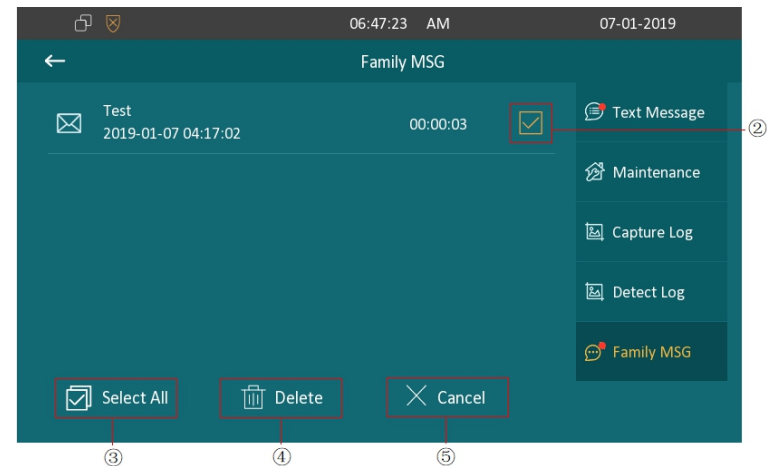 06:47:23 AM 07-01-2019
Family MSG
Test
2019-01-07 04:17:02
00:00:03
②
Text Message
Maintenance
Capture Log
Detect Log
Family MSG
Select All
Delete
Cancel
③
④
⑤